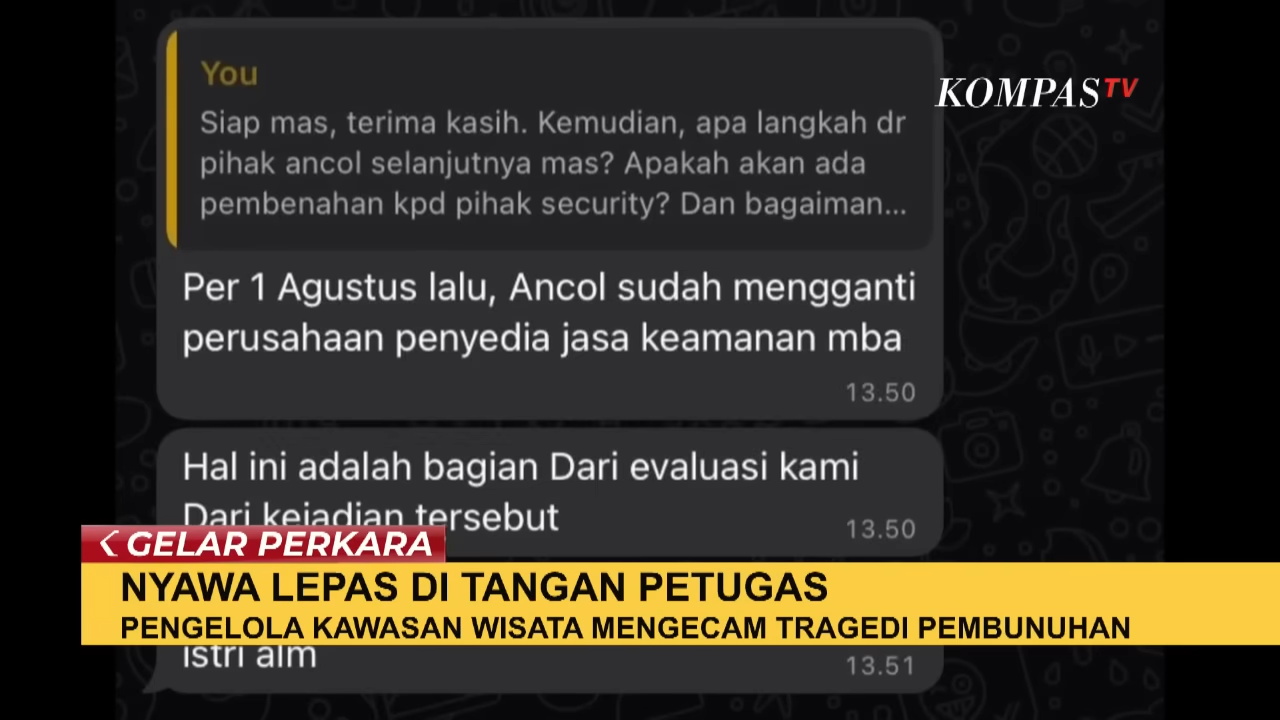 You
KOMPAS TV
Siap mas, terima kasih. Kemudian, apa langkah dr
pihak ancol selanjutnya mas? Apakah akan ada
pembenahan kpd pihak security? Dan bagaiman...
Per 1 Agustus lalu, Ancol sudah mengganti
perusahaan penyedia jasa keamanan mba
13.50
Hal ini adalah bagian Dari evaluasi kami
Dari kejadian tersebut
13.50
GELAR PERKARA
NYAWA LEPAS DI TANGAN PETUGAS
PENGELOLA KAWASAN WISATA MENGECAM TRAGEDI PEMBUNUHAN
istri alm
13.51